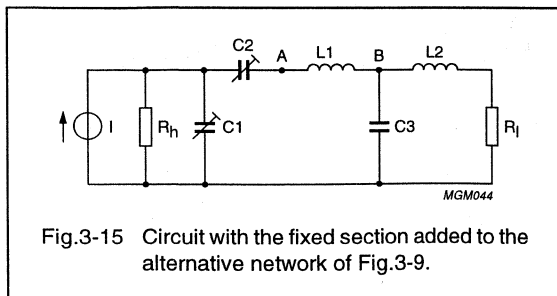 C2
A
L1
B
L2
I
Rh
C1
C3
Rl
MGM044
Fig.3-15 Circuit with the fixed section added to the
alternative network of Fig.3-9.